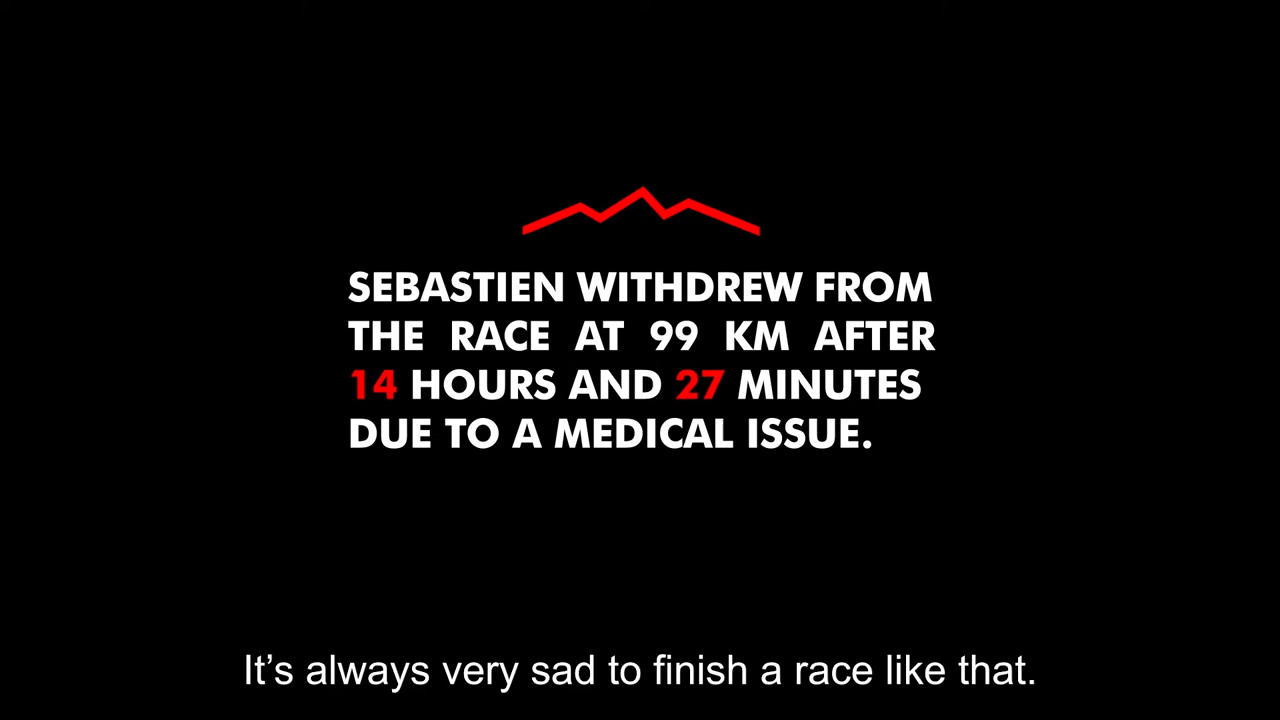 SEBASTIEN WITHDREW FROM
THE RACE AT 99 KM AFTER
14 HOURS AND 27 MINUTES
DUE TO A MEDICAL ISSUE.
It’s always very sad to finish a race like that.